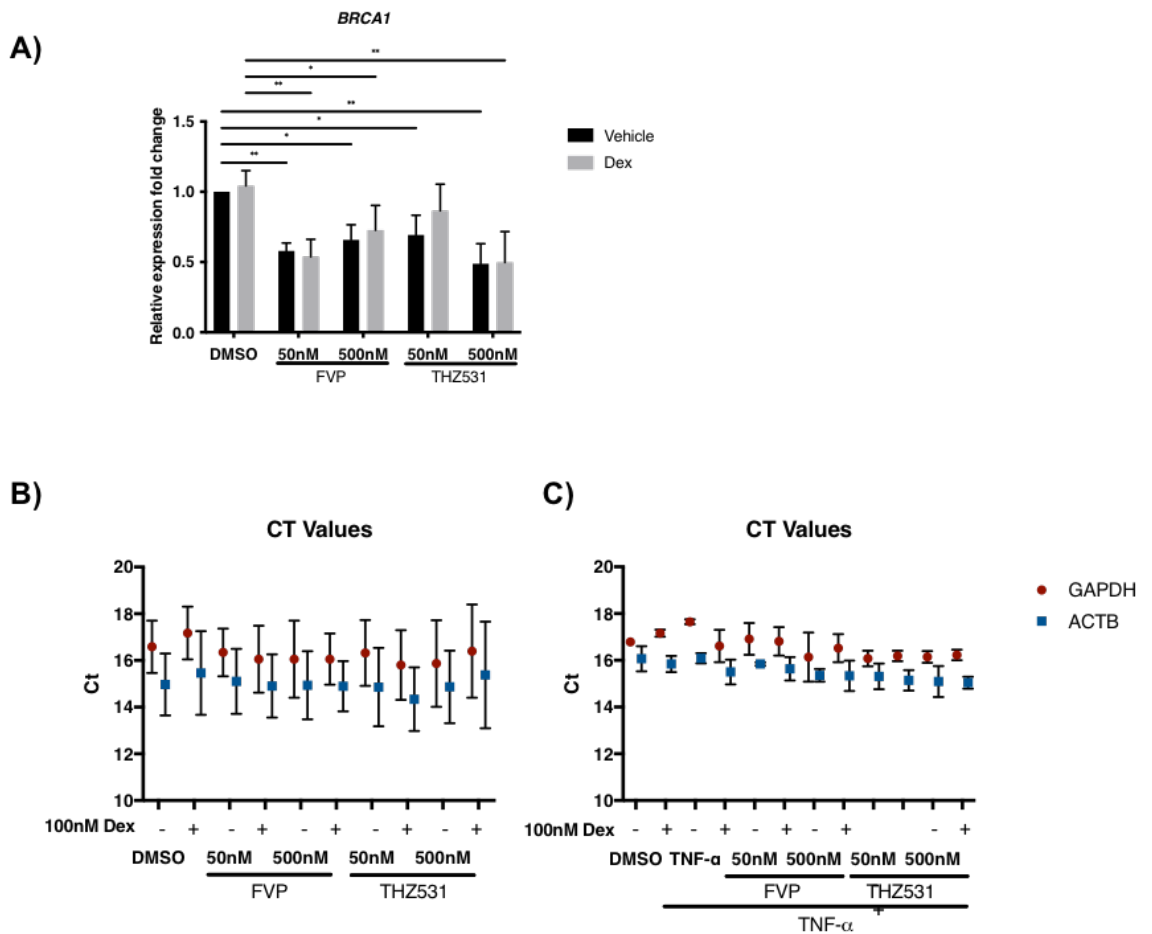 A)
BRCA1
**
*
**
**
*
*
**
Relative expression fold change
1.5
1.0
0.5
0.0
Vehicle
Dex
DMSO 50nM 500nM 50nM 500nM
FVP THZ531
B)
CT Values
Ct
20
18
16
14
12
10
100nM Dex - + - + - + - + - +
DMSO 50nM 500nM 50nM 500nM
FVP THZ531
C)
CT Values
Ct
20
18
16
14
12
10
GAPDH
ACTB
100nM Dex - + - + - + - + - +
DMSO TNF-α 50nM 500nM 50nM 500nM
FVP THZ531
+
TNF-α